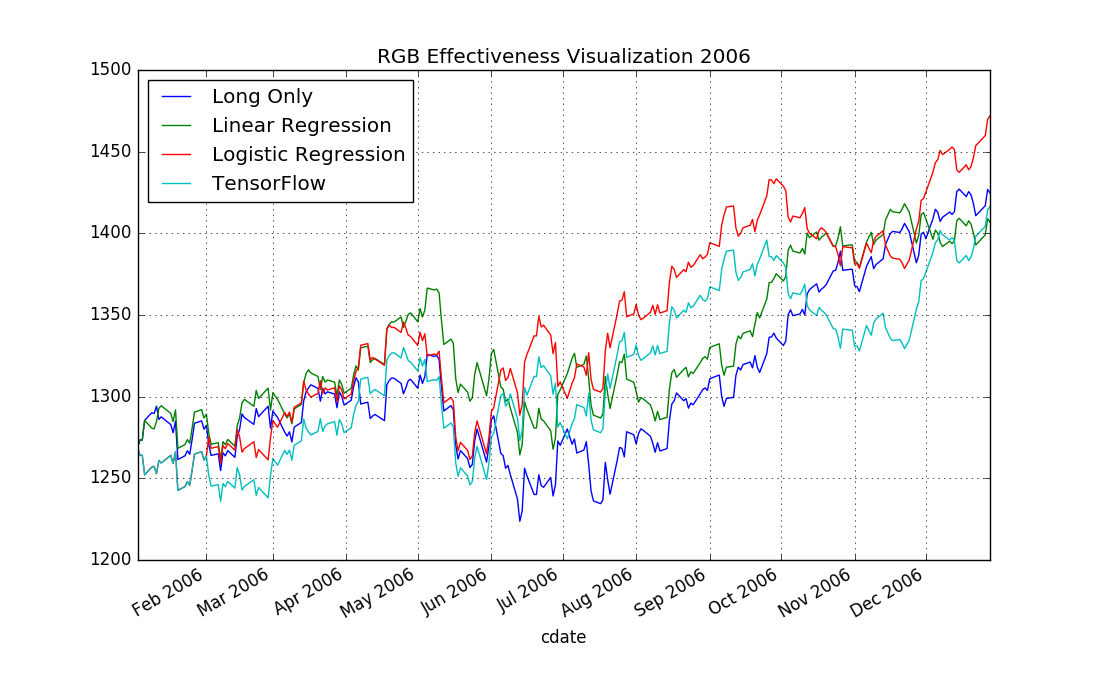 RGB Effectiveness Visualization 2006
1500
1450
1400
1350
1300
1250
1200
Long Only
Linear Regression
Logistic Regression
TensorFlow
Feb 2006
Mar 2006
Apr 2006
May 2006
Jun 2006
Jul 2006
Aug 2006
Sep 2006
Oct 2006
Nov 2006
Dec 2006
cdate